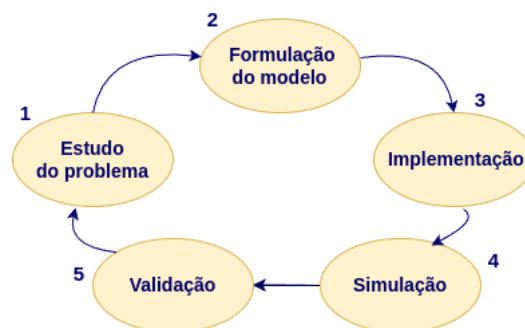 1
Estudo
do problema
2
Formulação
do modelo
3
Implementação
4
Simulação
5
Validação